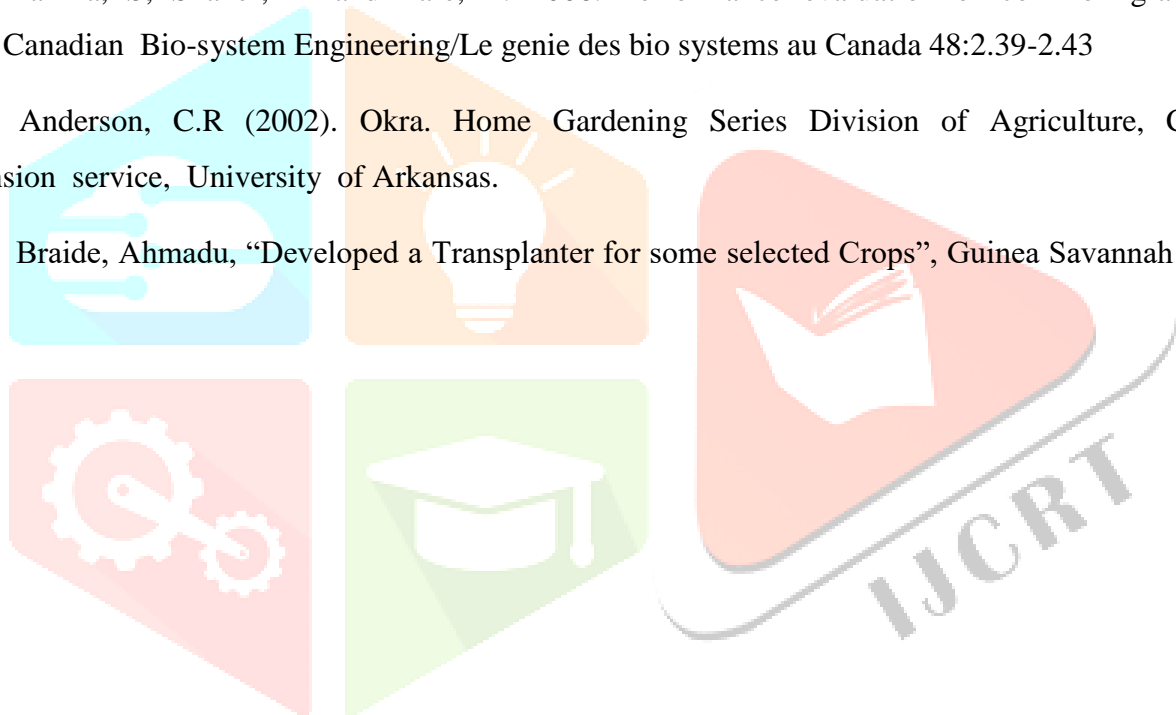 Canadian Bio-system Engineering/Le genie des bio systems au Canada 48:2.39-2.43
Anderson, C.R (2002). Okra. Home Gardening Series Division of Agriculture,
service, University of Arkansas.
Braide, Ahmadu, “Developed a Transplanter for some selected Crops”, Guinea Savannah
IJCRT